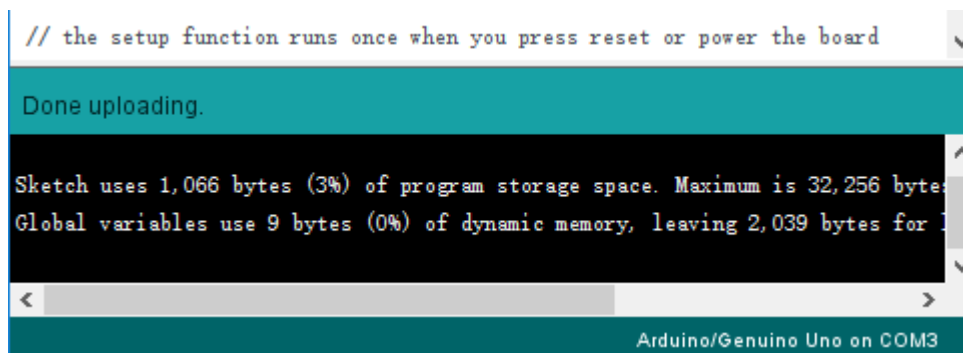 // the setup function runs once when you press reset or power the board
Done uploading.
Sketch uses 1,066 bytes (3%) of program storage space. Maximum is 32,256 byte
Global variables use 9 bytes (0%) of dynamic memory, leaving 2,039 bytes for
Arduino/Genuino Uno on COM3